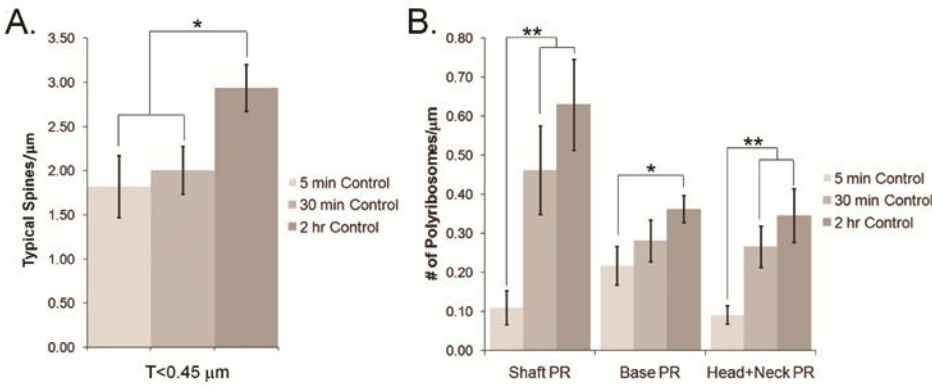 A.
3.50
3.00
2.50
2.00
1.50
1.00
0.50
0.00
Typical Spines/µm
*
T<0.45 µm
5 min Control
30 min Control
2 hr Control
B.
0.80
0.70
0.60
0.50
0.40
0.30
0.20
0.10
0.00
# of Polyribosomes/µm
**
*
**
Shaft PR
Base PR
Head+Neck PR
5 min Control
30 min Control
2 hr Control